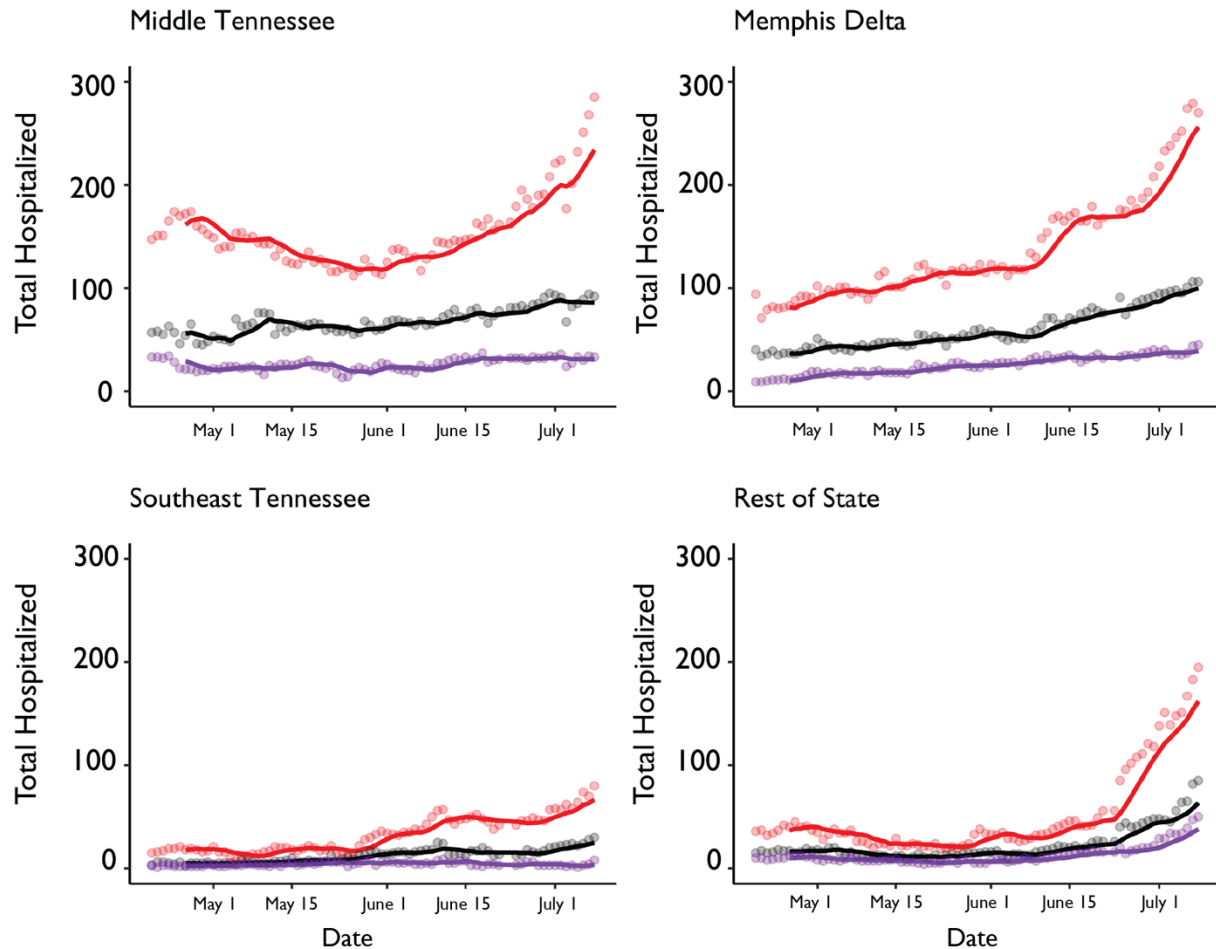 Middle Tennessee
Total Hospitalized
300
200
100
0
May 1 May 15 June 1 June 15 July 1
Memphis Delta
Total Hospitalized
300
200
100
0
May 1 May 15 June 1 June 15 July 1
Southeast Tennessee
Total Hospitalized
300
200
100
0
May 1 May 15 June 1 June 15 July 1
Date
Rest of State
Total Hospitalized
300
200
100
0
May 1 May 15 June 1 June 15 July 1
Date